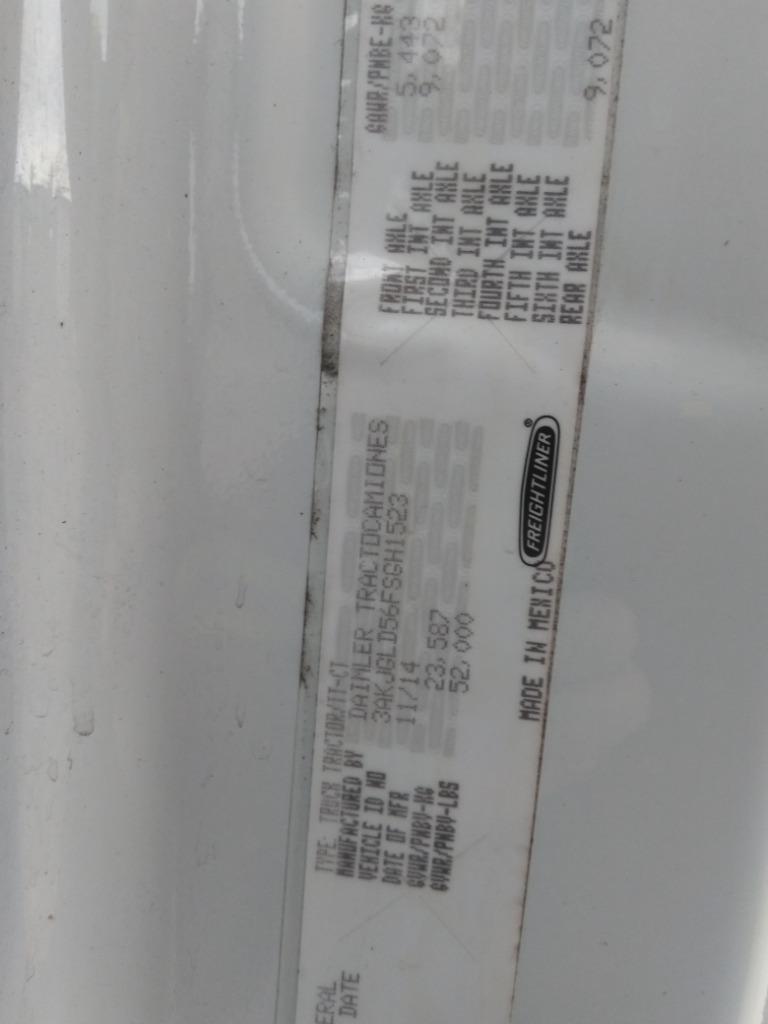 TYPE: TRUCK TRACTOR/TT-CT
MANUFACTURED BY DAIMLER TRACTOCAMIONES
VEHICLE ID NO 3AKJGLD56FSGH1523
DATE OF MFR 11/14
GVWR/PNBV-KG 23,587
GVWR/PNBV-LBS 52,000
MADE IN MEXICO
FREIGHTLINER®
GAWR/PNBE-KG
FRONT AXLE 5,443
FIRST INT AXLE 9,072
SECOND INT AXLE
THIRD INT AXLE
FOURTH INT AXLE
FIFTH INT AXLE
SIXTH INT AXLE
REAR AXLE 9,072
ERAL
DATE